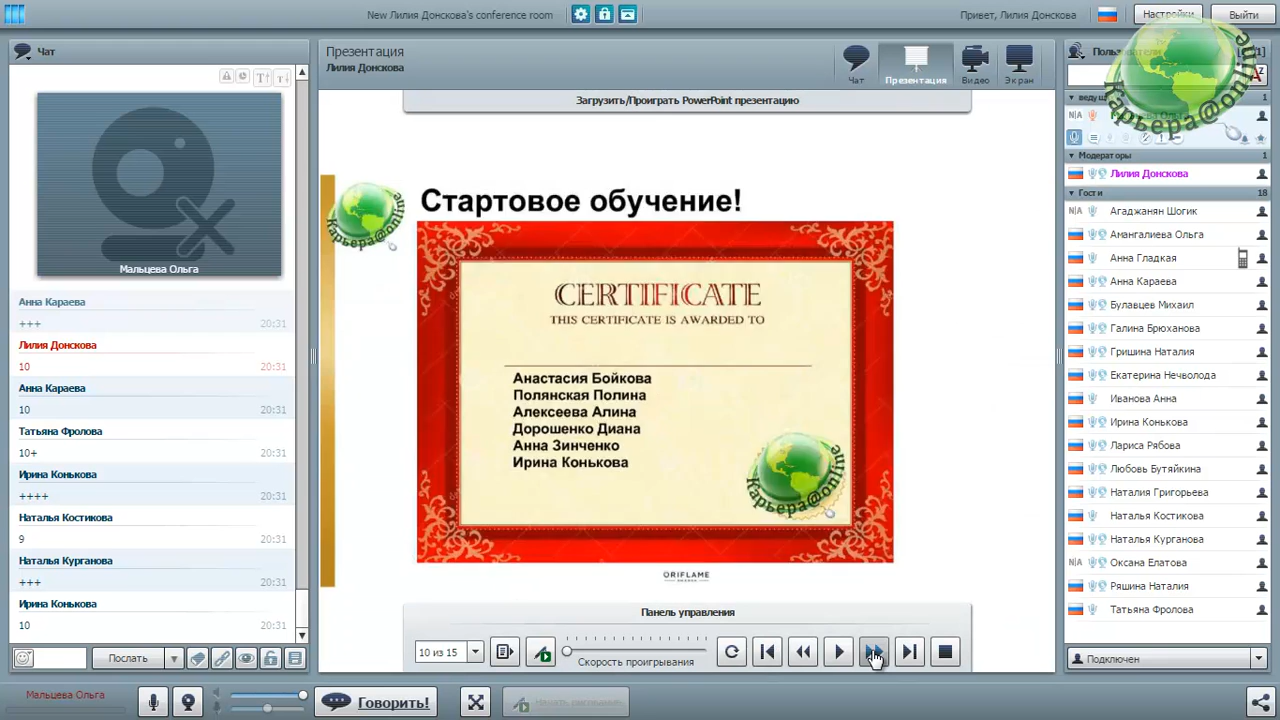 New Лилия Донскова's conference room
Привет, Лилия Донскова
Настройки
Выйти
Чат
Мальцева Ольга
Анна Караева
+++ 20:31
Лилия Донскова
10 20:31
Анна Караева
10 20:31
Татьяна Фролова
10+ 20:31
Ирина Конькова
++++ 20:31
Наталья Костикова
9 20:31
Наталья Курганова
+++ 20:31
Ирина Конькова
10 20:31
Послать
Презентация
Лилия Донскова
Чат
Презентация
Видео
Экран
Загрузить/Проиграть PowerPoint презентацию
Карьера@online
Стартовое обучение!
CERTIFICATE
THIS CERTIFICATE IS AWARDED TO
Анастасия Бойкова
Полянская Полина
Алексеева Алина
Дорошенко Диана
Анна Зинченко
Ирина Конькова
Карьера@online
ORIFLAME
Панель управления
10 из 15
Скорость проигрывания
Карьера@online
Модераторы 1
Лилия Донскова
Гости 18
N/A Агаджанян Шогик
Анангалиева Ольга
Анна Гладкая
Анна Караева
Булавцев Михаил
Галина Брюханова
Гришина Наталия
Екатерина Нечволода
Иванова Анна
Ирина Конькова
Лариса Рябова
Любовь Бутяйкина
Наталия Григорьева
Наталья Костикова
Наталья Курганова
N/A Оксана Елатова
Ряшина Наталия
Татьяна Фролова
Подключен
Мальцева Ольга
Говорить!